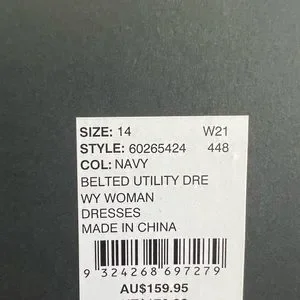 SIZE: 14 W21
STYLE: 60265424 448
COL: NAVY
BELTED UTILITY DRE
WY WOMAN
DRESSES
MADE IN CHINA
9 324268 697279
AU$159.95